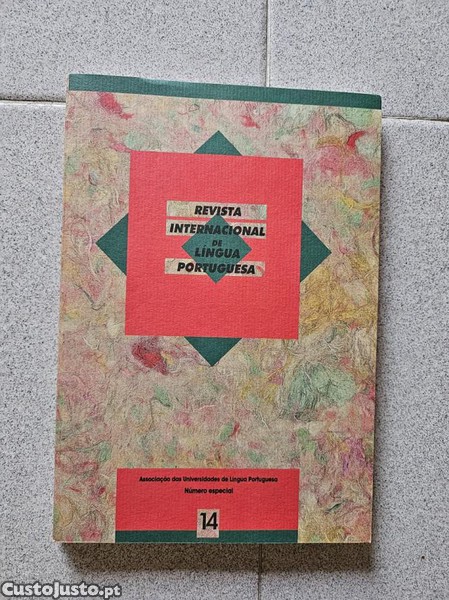 REVISTA
INTERNACIONAL
DE
LÍNGUA
PORTUGUESA
Associação das Universidades de Língua Portuguesa
Número especial
14
CustoJusto.pt